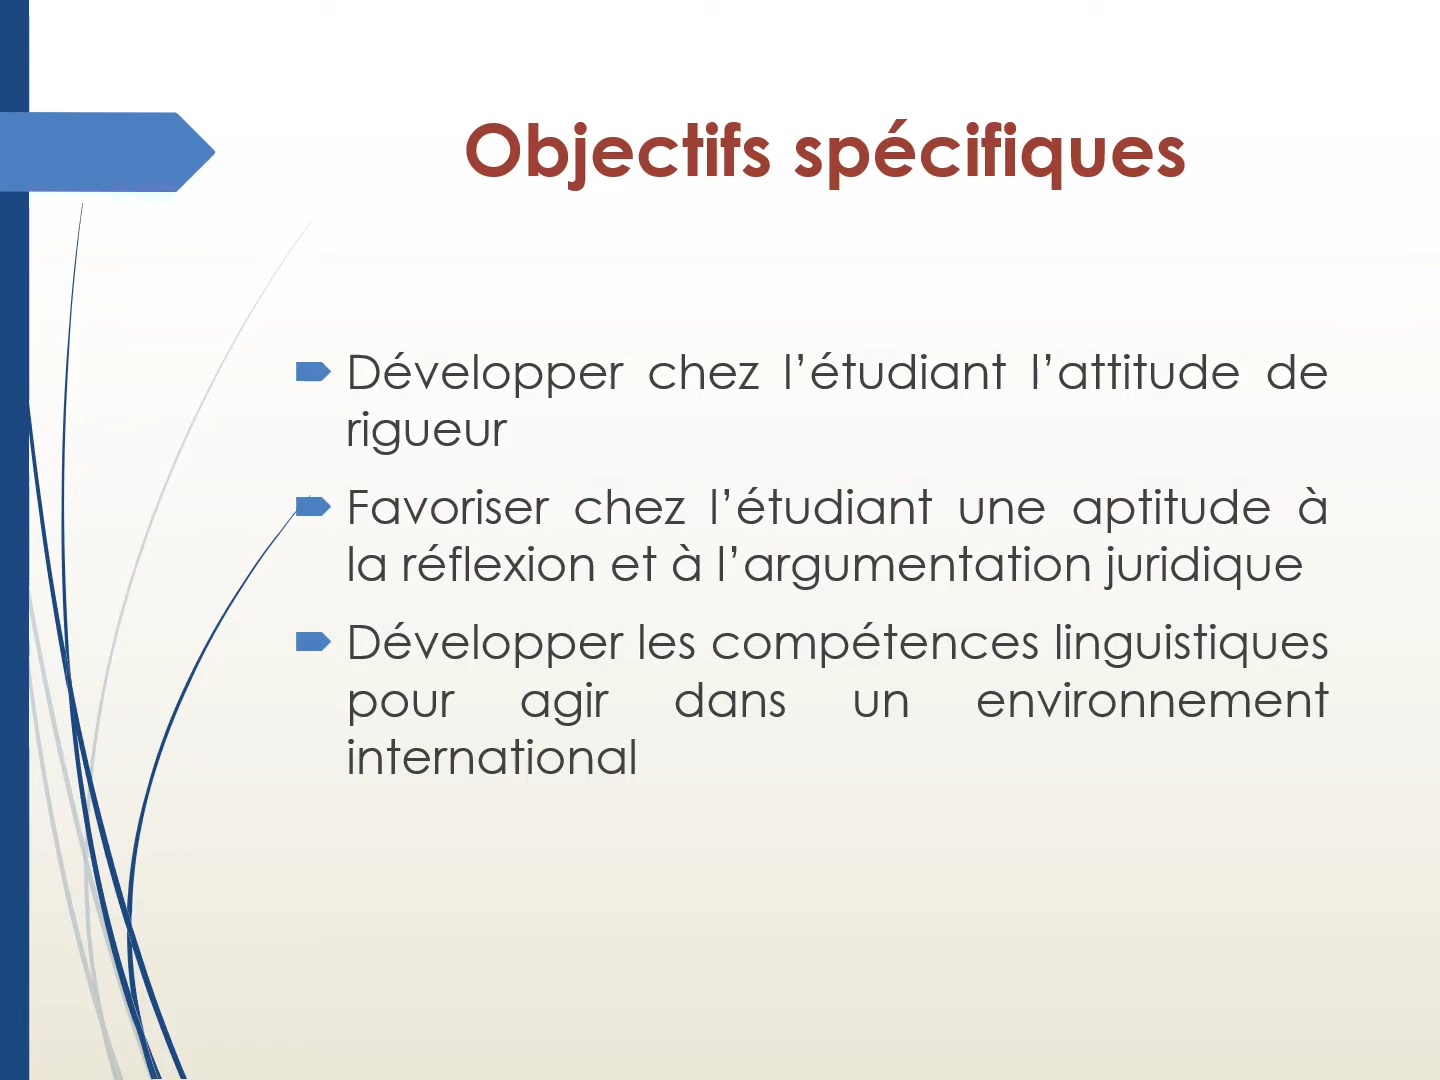 Objectifs spécifiques
Développer chez l’étudiant l’attitude de
rigueur
Favoriser chez l’étudiant une aptitude à
la réflexion et à l’argumentation juridique
Développer les compétences linguistiques
pour agir dans un environnement
international